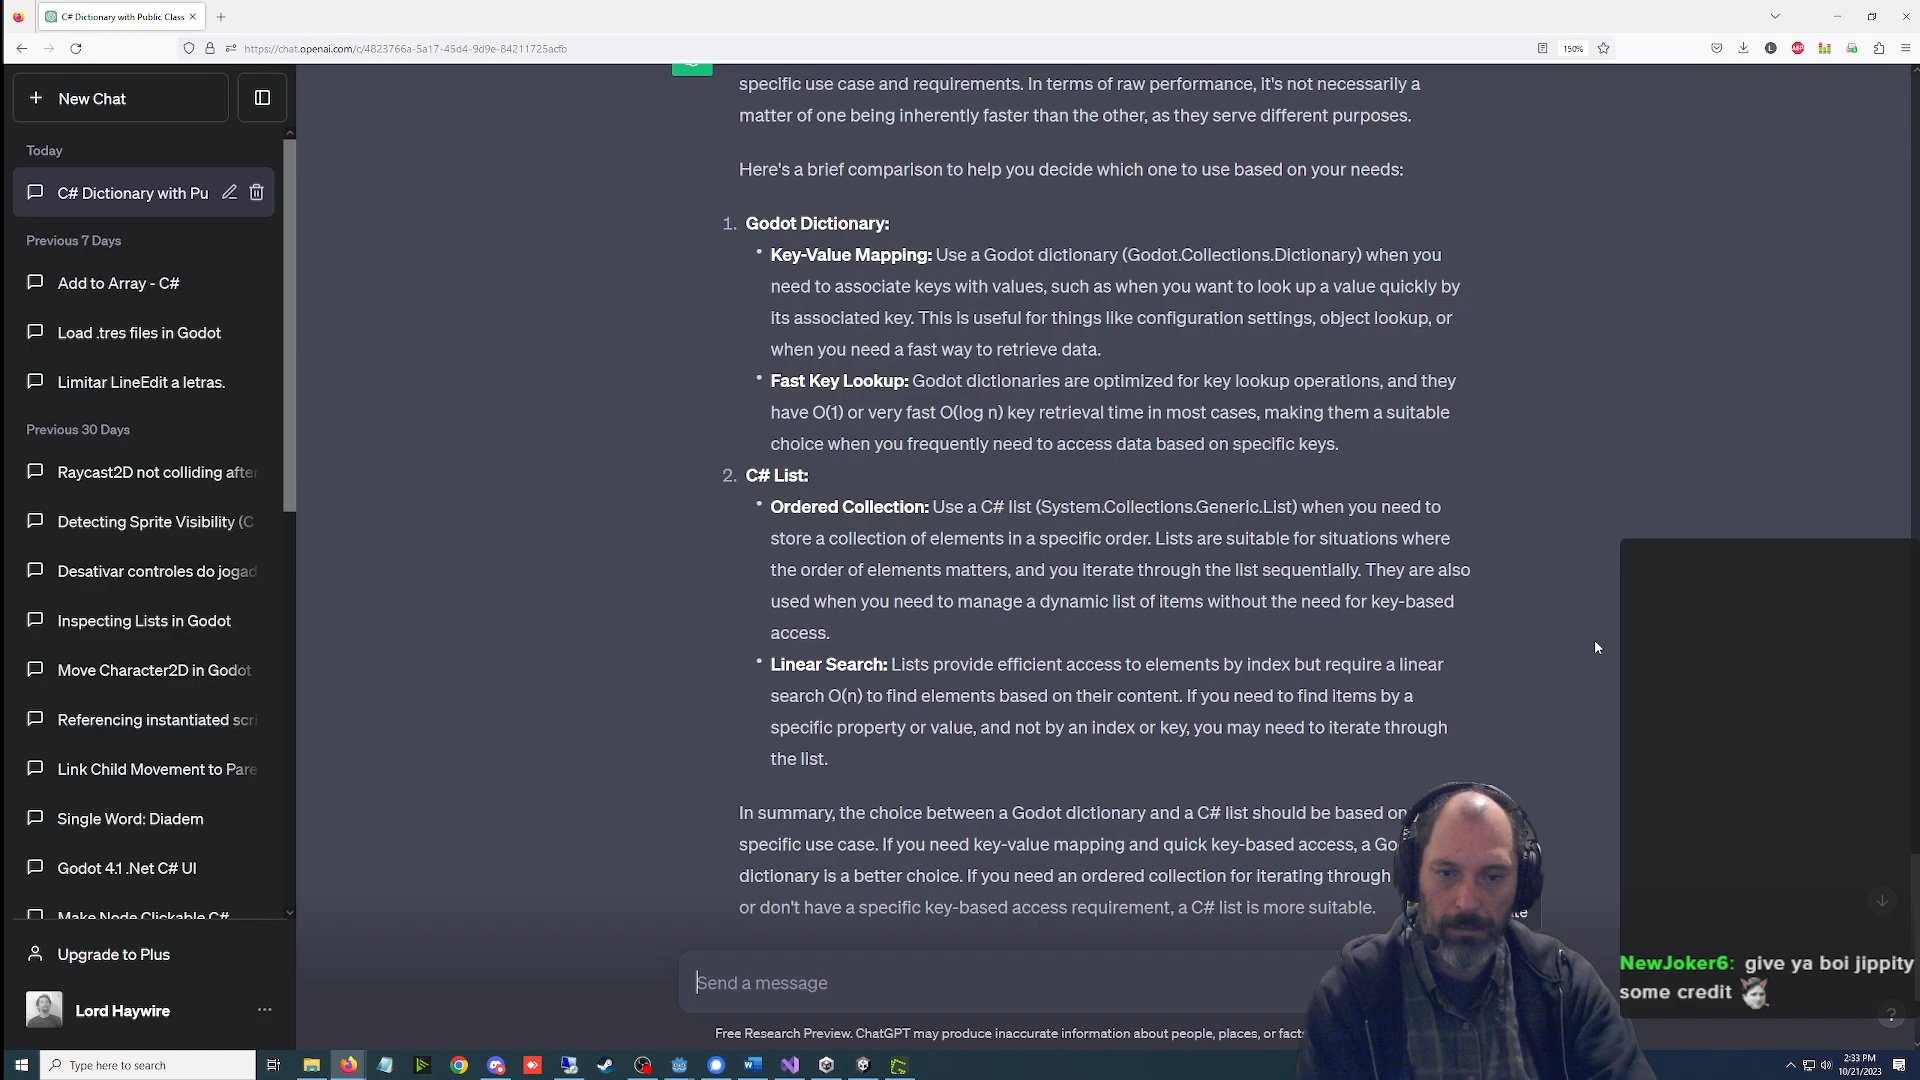 C# Dictionary with Public Class
https://chat.openai.com/c/4823766a-5a17-45d4-9d9e-84211725acfb
150%
New Chat
Today
C# Dictionary with Pu
Previous 7 Days
Add to Array - C#
Load .tres files in Godot
Limitar LineEdit a letras.
Previous 30 Days
Raycast2D not colliding after
Detecting Sprite Visibility (C
Desativar controles do jogad
Inspecting Lists in Godot
Move Character2D in Godot
Referencing instantiated scri
Link Child Movement to Pare
Single Word: Diadem
Godot 4.1 .Net C# UI
Make Node Clickable C#
Upgrade to Plus
Lord Haywire
specific use case and requirements. In terms of raw performance, it's not necessarily a
matter of one being inherently faster than the other, as they serve different purposes.
Here's a brief comparison to help you decide which one to use based on your needs:
1. Godot Dictionary:
• Key-Value Mapping: Use a Godot dictionary (Godot.Collections.Dictionary) when you
need to associate keys with values, such as when you want to look up a value quickly by
its associated key. This is useful for things like configuration settings, object lookup, or
when you need a fast way to retrieve data.
• Fast Key Lookup: Godot dictionaries are optimized for key lookup operations, and they
have O(1) or very fast O(log n) key retrieval time in most cases, making them a suitable
choice when you frequently need to access data based on specific keys.
2. C# List:
• Ordered Collection: Use a C# list (System.Collections.Generic.List) when you need to
store a collection of elements in a specific order. Lists are suitable for situations where
the order of elements matters, and you iterate through the list sequentially. They are also
used when you need to manage a dynamic list of items without the need for key-based
access.
• Linear Search: Lists provide efficient access to elements by index but require a linear
search O(n) to find elements based on their content. If you need to find items by a
specific property or value, and not by an index or key, you may need to iterate through
the list.
In summary, the choice between a Godot dictionary and a C# list should be based on
specific use case. If you need key-value mapping and quick key-based access, a Go
dictionary is a better choice. If you need an ordered collection for iterating through
or don't have a specific key-based access requirement, a C# list is more suitable.
Send a message
Free Research Preview. ChatGPT may produce inaccurate information about people, places, or facts
NewJoker6: give ya boi jippity
some credit
?
Type here to search
2:33 PM
10/21/2023